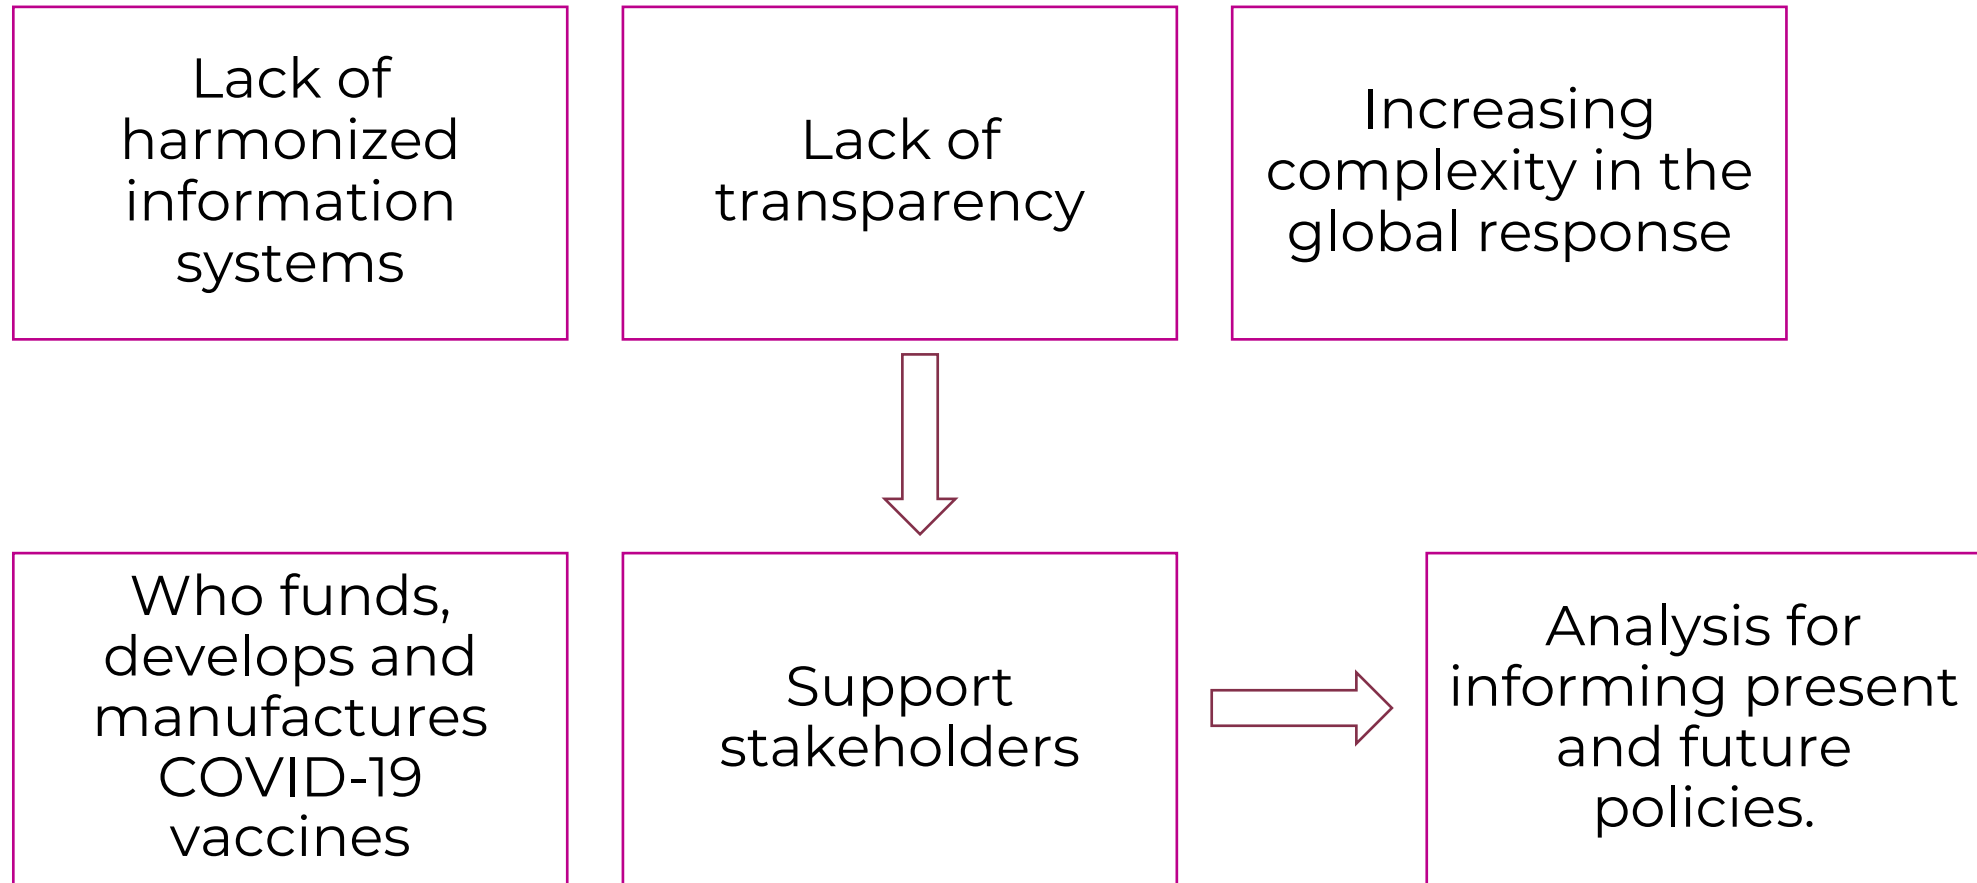 Lack of
harmonized
information
systems
Lack of
transparency
Increasing
complexity in the
global response
Who funds,
develops and
manufactures
COVID-19
vaccines
Support
stakeholders
Analysis for
informing present
and future
policies.